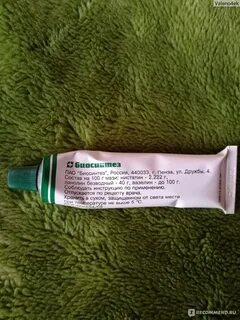 Valeno4ek
Биосинтез
ПАО "Биосинтез", Россия, 440033, г. Пенза, ул. Дружбы, 4.
Состав на 100 г мази: нистатин - 2,222 г,
ланолин безводный - 40 г, вазелин - до 100 г.
Соблюдать инструкцию по применению.
Отпускается по рецепту врача.
Хранить в сухом, защищенном от света месте
при температуре не выше 5 °С.
IRECOMMEND.RU